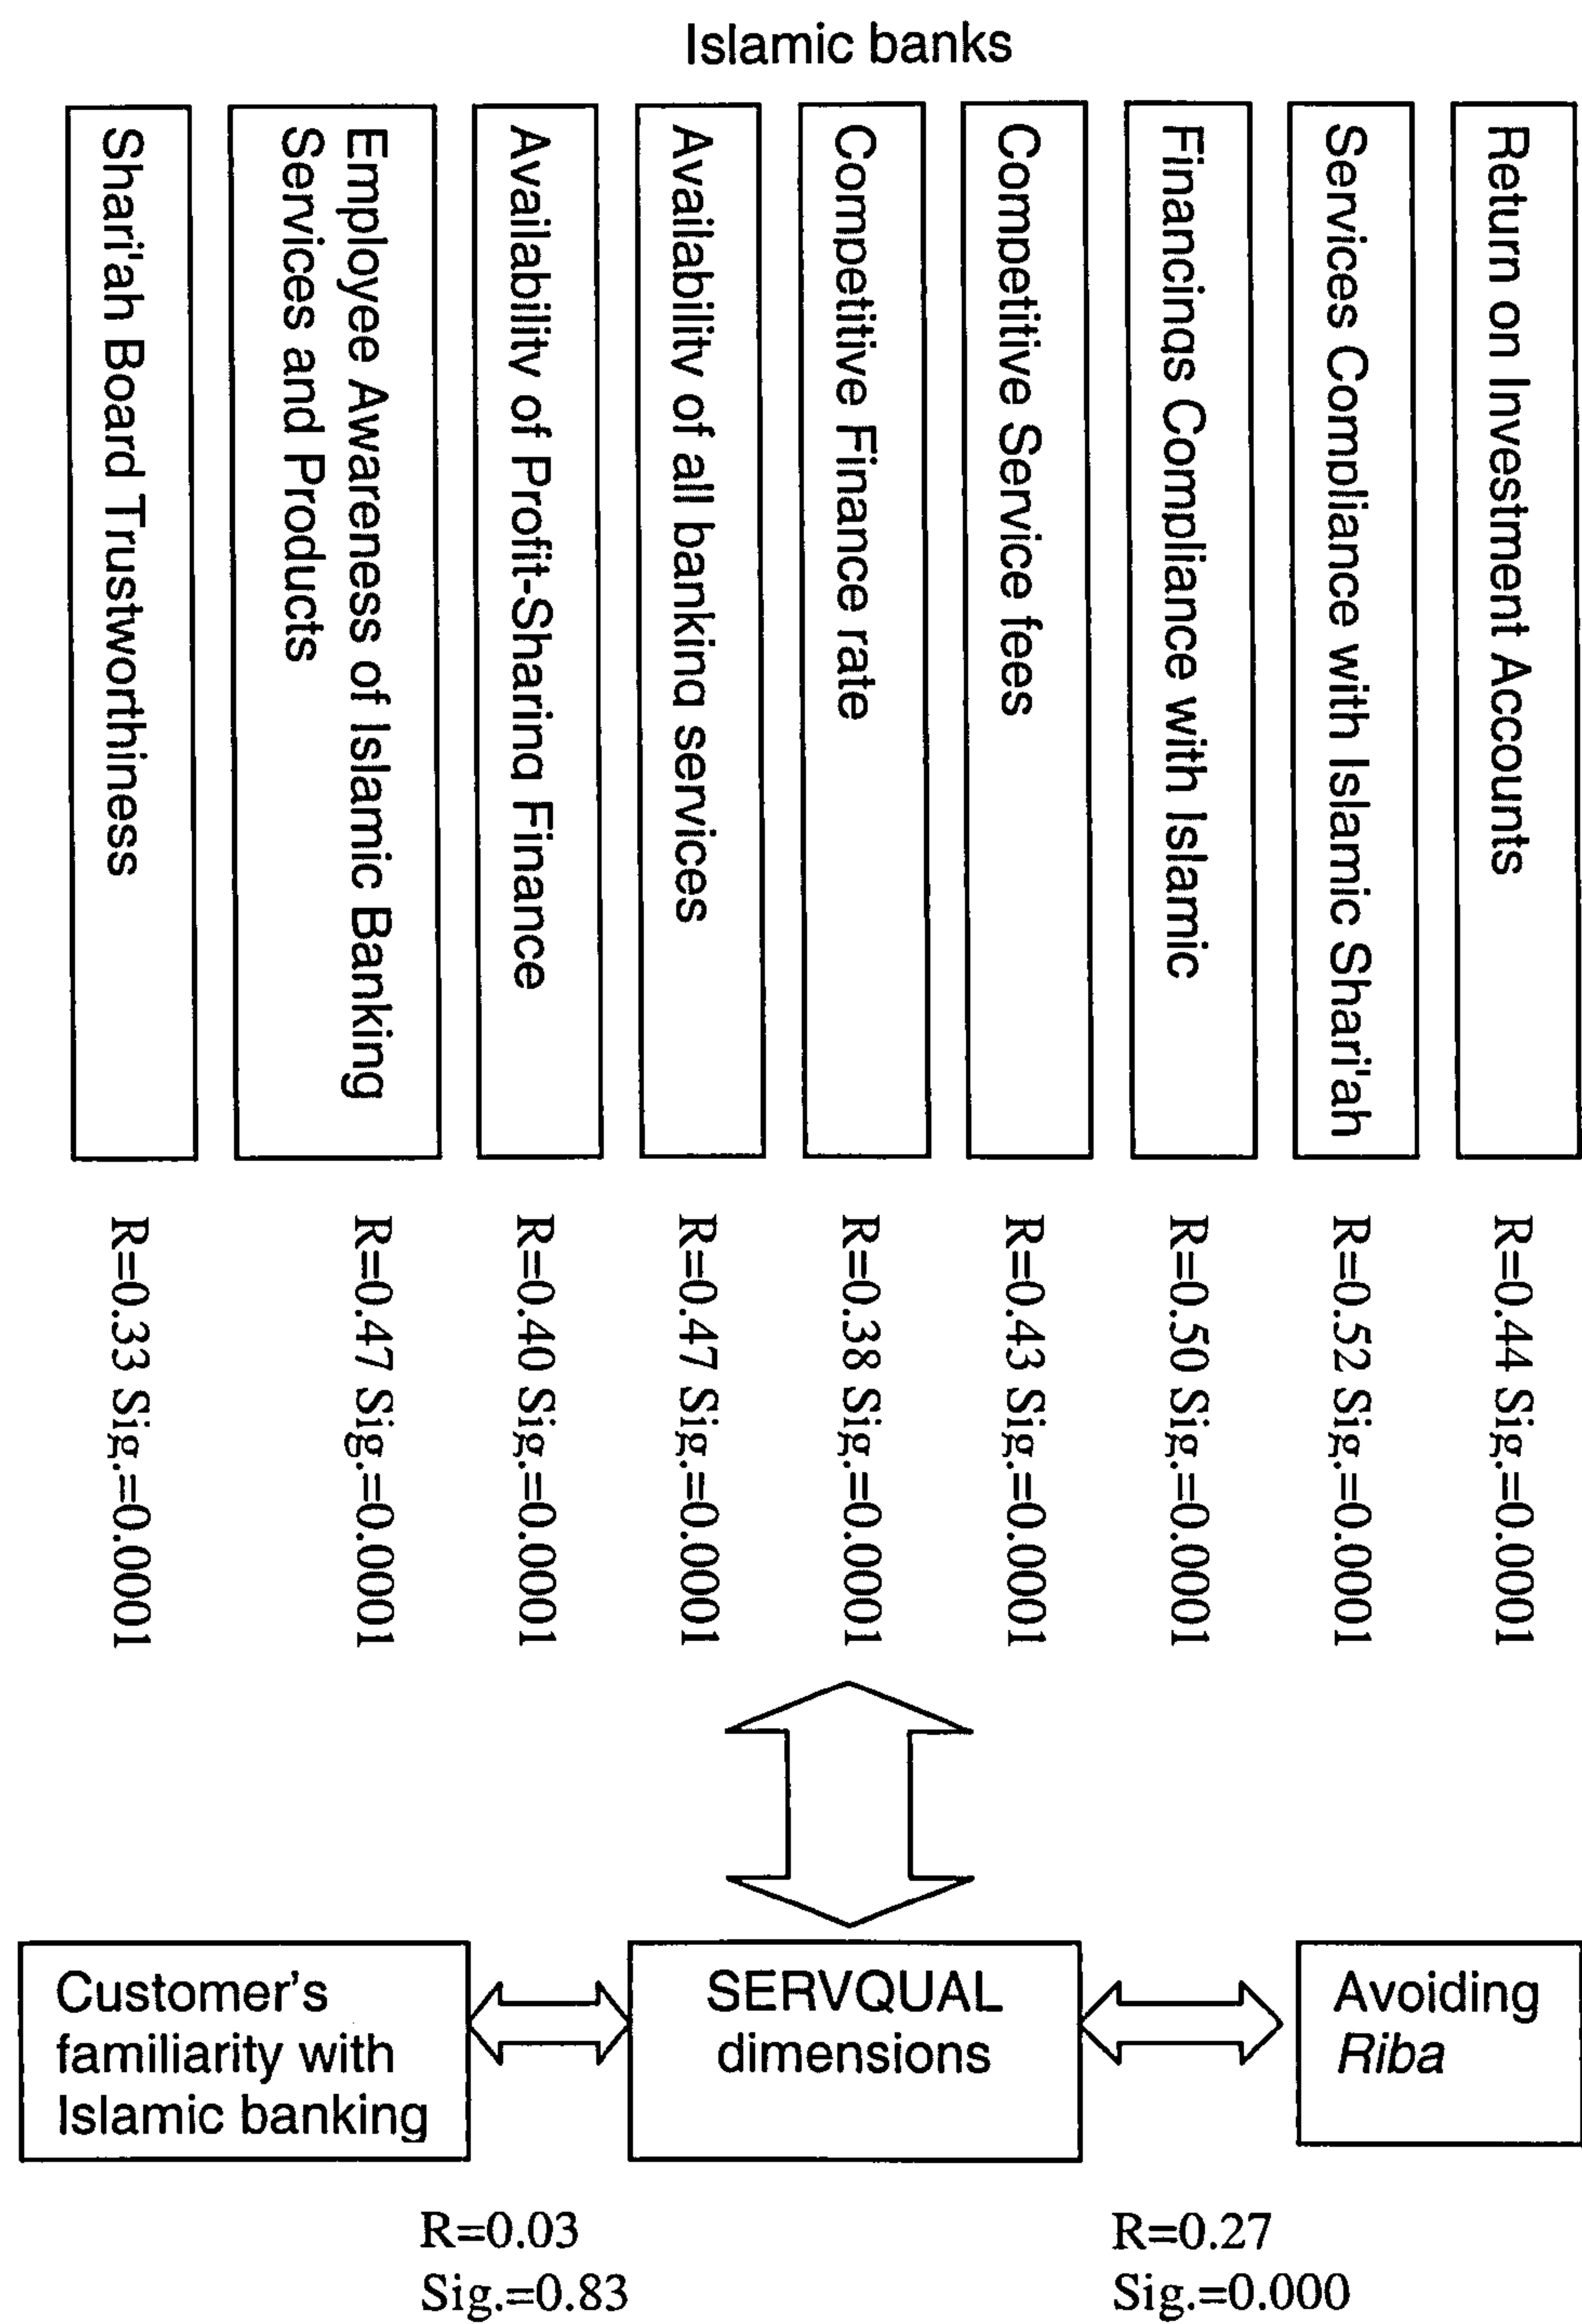 Islamic banks
Shari'ah Board Trustworthiness
Employee Awareness of Islamic Banking
Services and Products
Availability of Profit-Sharing Finance
Availability of all banking services
Competitive Finance rate
Competitive Service fees
Financings Compliance with Islamic
Services Compliance with Islamic Shari'ah
Return on Investment Accounts
R=0.33 Sig.=0.0001
R=0.47 Sig.=0.0001
R=0.40 Sig.=0.0001
R=0.47 Sig.=0.0001
R=0.38 Sig.=0.0001
R=0.43 Sig.=0.0001
R=0.50 Sig.=0.0001
R=0.52 Sig.=0.0001
R=0.44 Sig.=0.0001
Customer's
familiarity with
Islamic banking
SERVQUAL
dimensions
Avoiding
Riba
R=0.03
Sig.=0.83
R=0.27
Sig.=0.000